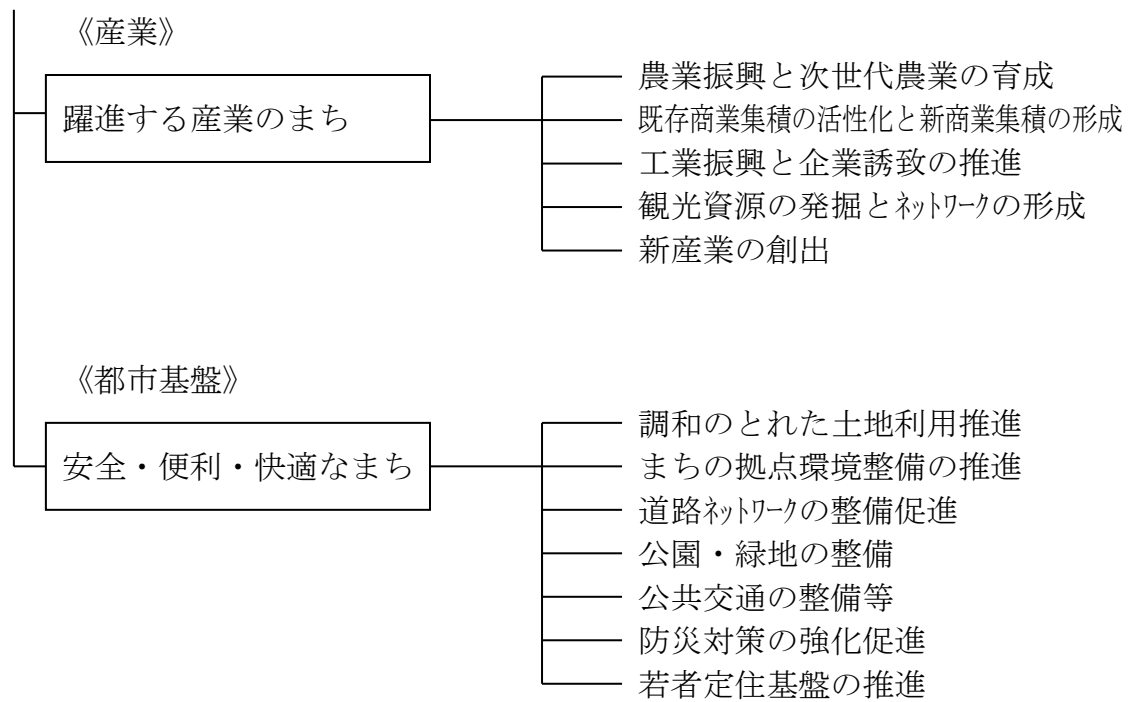 《産業》
躍進する産業のまち
農業振興と次世代農業の育成
既存商業集積の活性化と新商業集積の形成
工業振興と企業誘致の推進
観光資源の発掘とﾈｯﾄﾜｰｸの形成
新産業の創出
《都市基盤》
安全・便利・快適なまち
調和のとれた土地利用推進
まちの拠点環境整備の推進
道路ﾈｯﾄﾜｰｸの整備促進
公園・緑地の整備
公共交通の整備等
防災対策の強化促進
若者定住基盤の推進